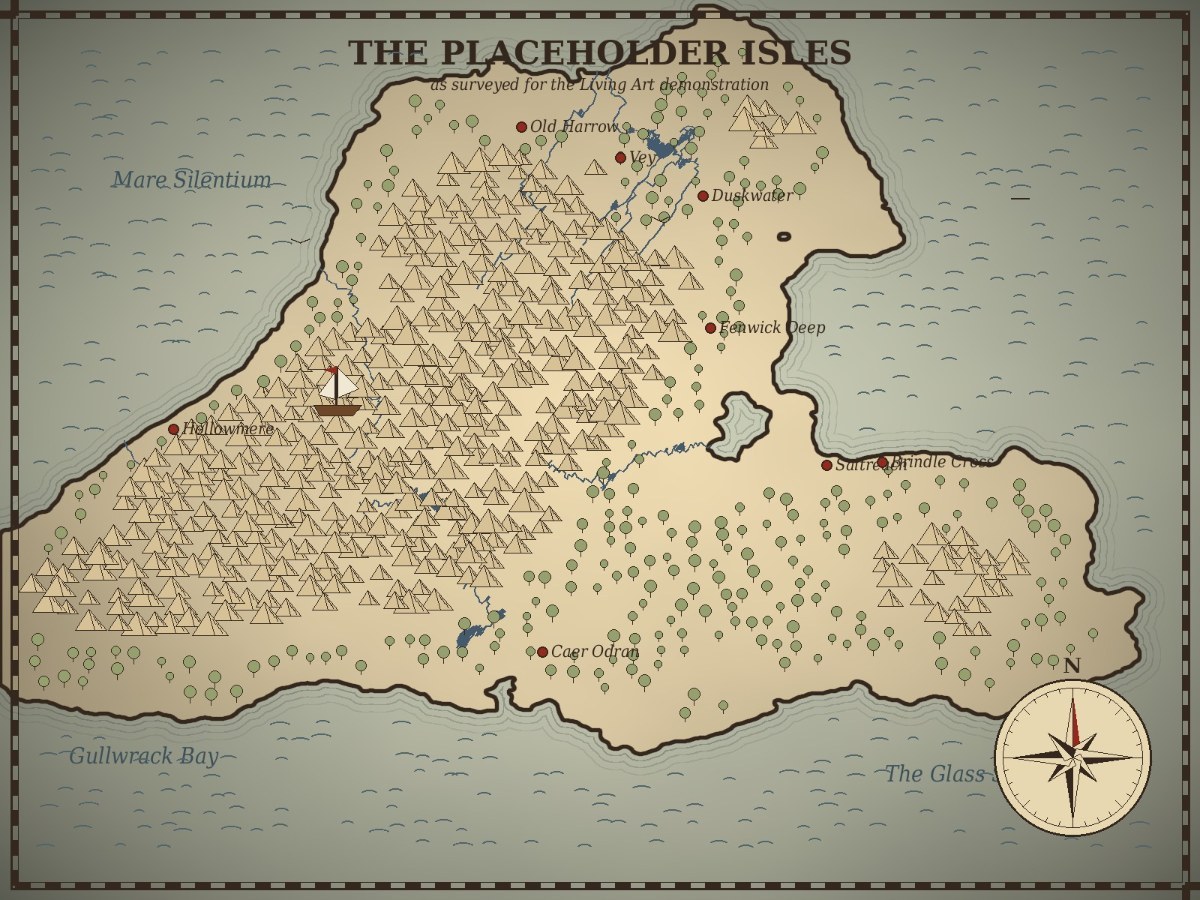 THE PLACEHOLDER ISLES
as surveyed for the Living Art demonstration
Old Harrow
Vey
Mare Silentium
Duskwater
Fenwick Deep
Hellowmere
Brindle Cross
Caer Odran
N
Gullwrack Bay
The Glass